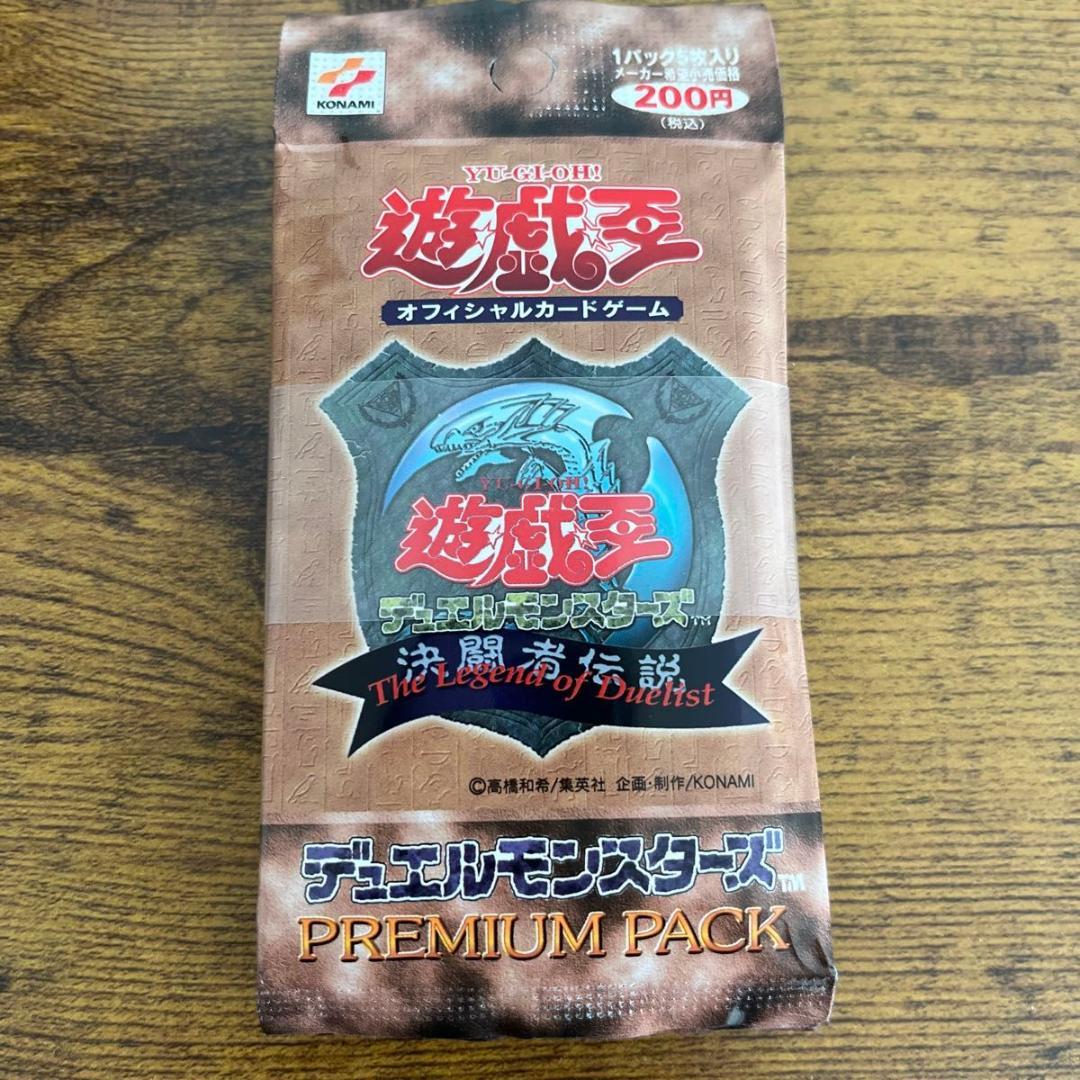 KONAMI
1パック5枚入り
メーカー希望小売価格
200円
(税込)
YU-GI-OH!
遊戯王
オフィシャルカードゲーム
YU-GI-OH!
遊戯王
デュエルモンスターズ™
決闘者伝説
The Legend of Duelist
©高橋和希/集英社 企画・制作/KONAMI
デュエルモンスターズ™
PREMIUM PACK